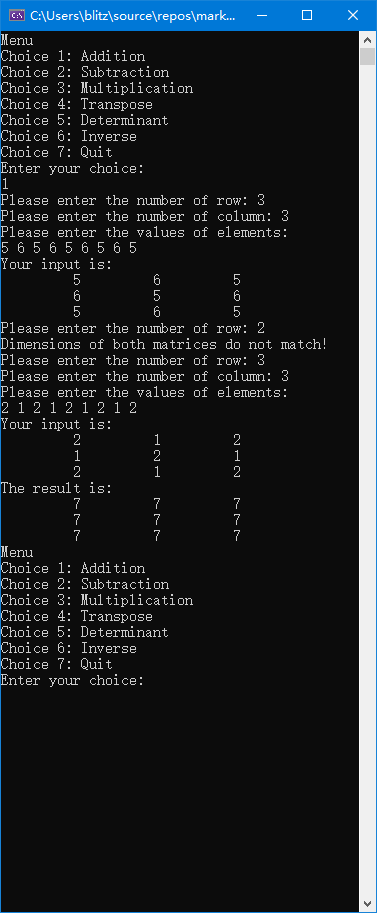 C:\Users\blitz\source\repos\mark...
Menu
Choice 1: Addition
Choice 2: Subtraction
Choice 3: Multiplication
Choice 4: Transpose
Choice 5: Determinant
Choice 6: Inverse
Choice 7: Quit
Enter your choice:
1
Please enter the number of row: 3
Please enter the number of column: 3
Please enter the values of elements:
5 6 5 6 5 6 5 6 5
Your input is:
5 6 5
6 5 6
5 6 5
Please enter the number of row: 2
Dimensions of both matrices do not match!
Please enter the number of row: 3
Please enter the number of column: 3
Please enter the values of elements:
2 1 2 1 2 1 2 1 2
Your input is:
2 1 2
1 2 1
2 1 2
The result is:
7 7 7
7 7 7
7 7 7
Menu
Choice 1: Addition
Choice 2: Subtraction
Choice 3: Multiplication
Choice 4: Transpose
Choice 5: Determinant
Choice 6: Inverse
Choice 7: Quit
Enter your choice: